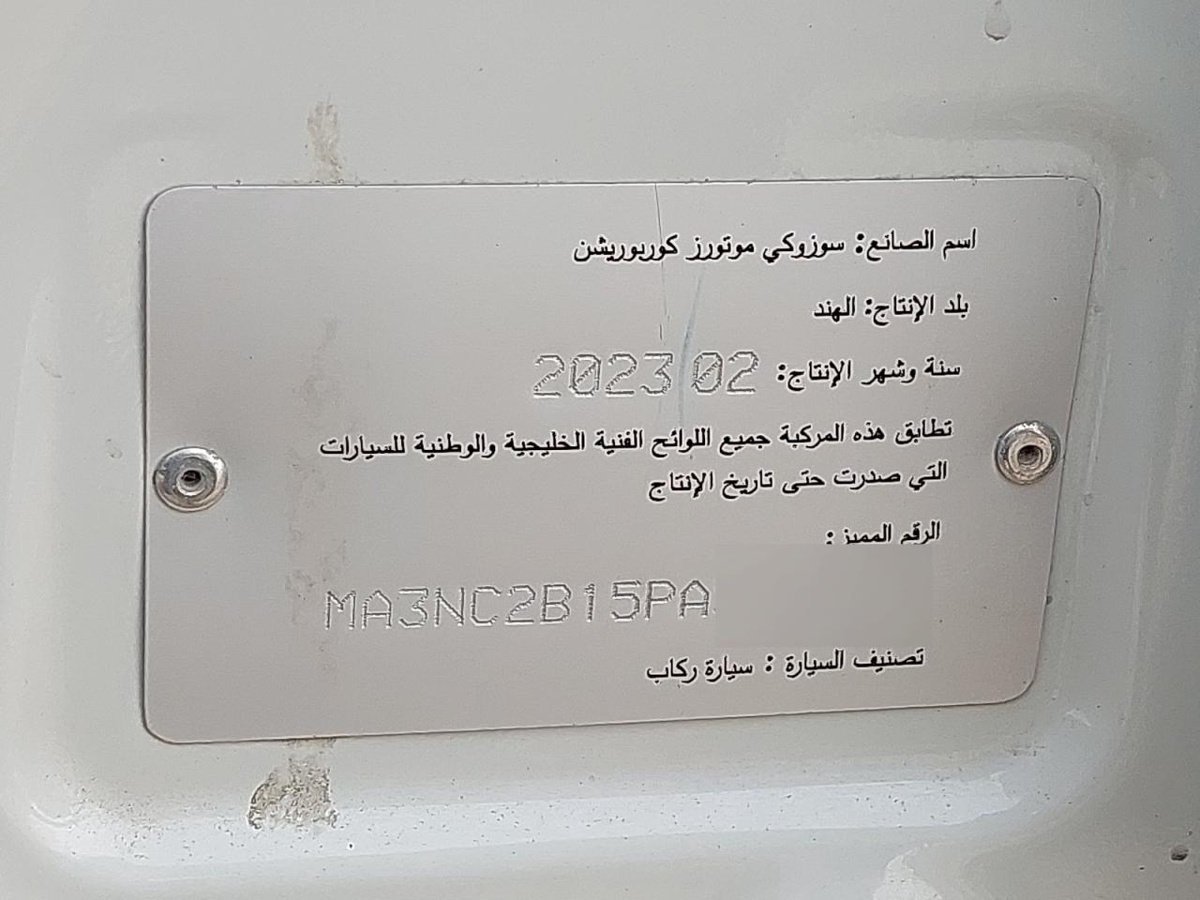 اسم الصانع: سوزوكي موتورز كوربوريشن
بلد الإنتاج: الهند
سنة وشهر الإنتاج: 2023 02
تطابق هذه المركبة جميع اللوائح الفنية الخليجية والوطنية للسيارات
التي صدرت حتى تاريخ الإنتاج
الرقم المميز :
MA3NC2B15PA
تصنيف السيارة : سيارة ركاب